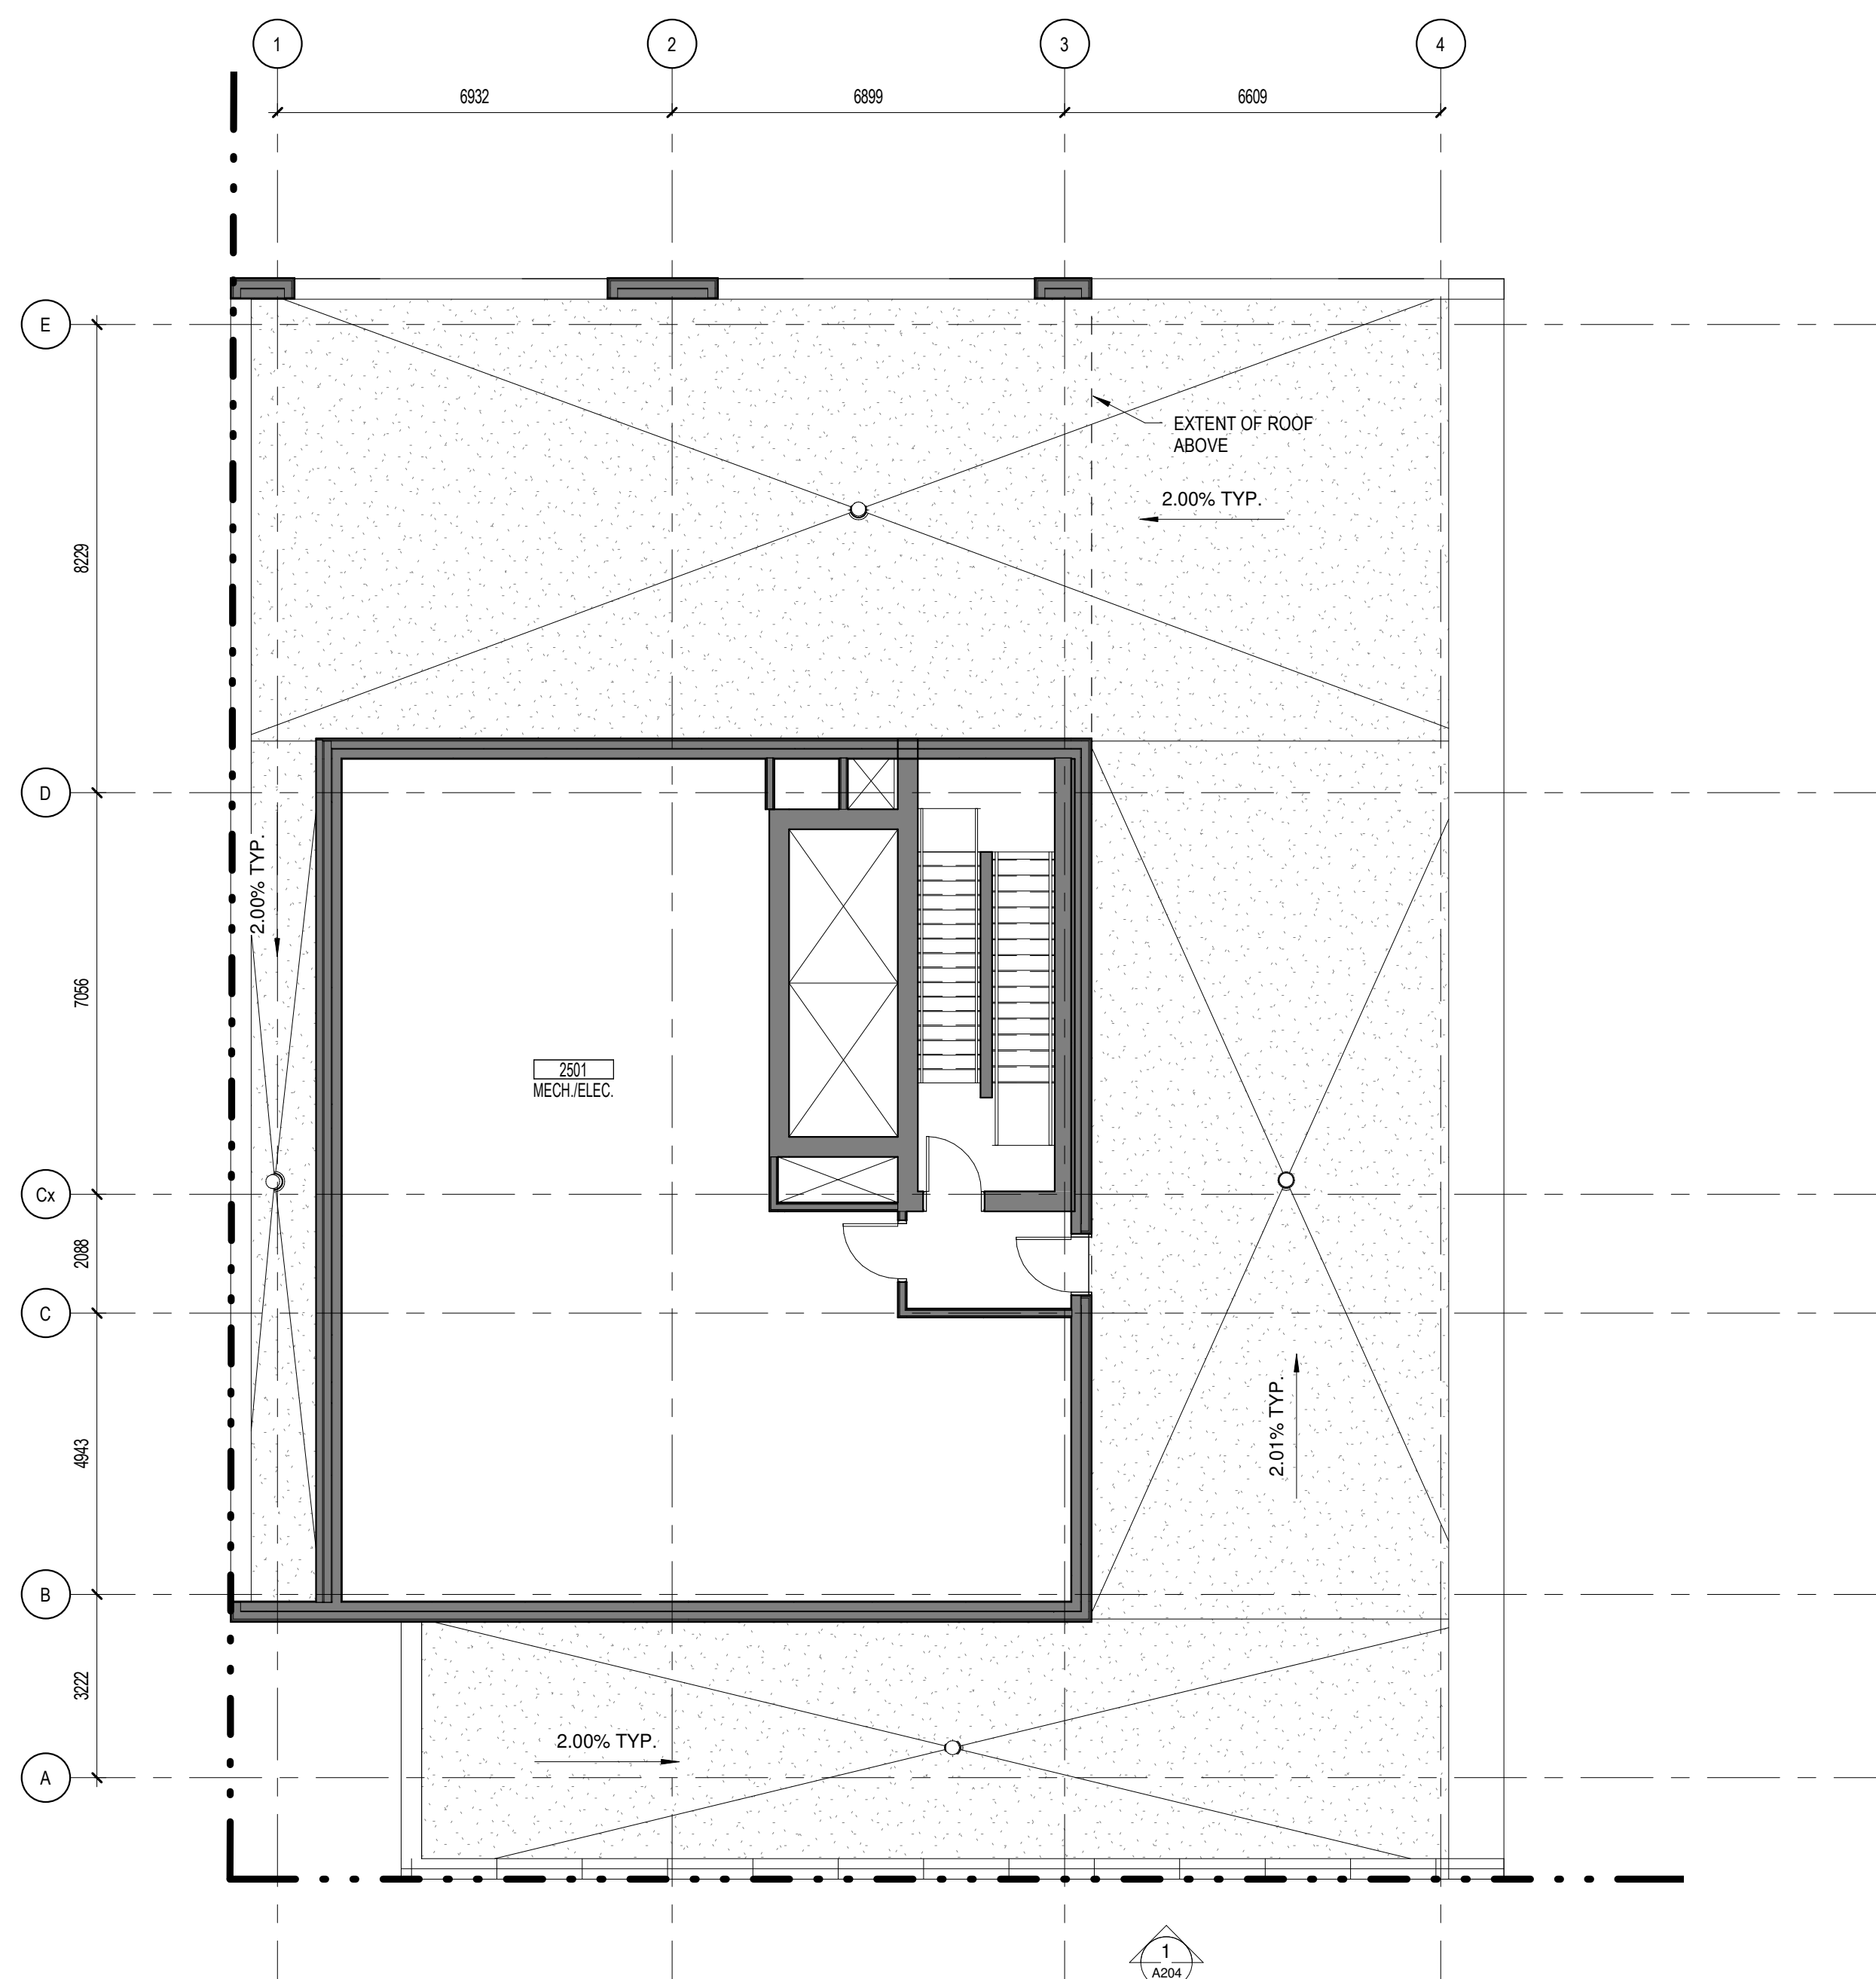 1
2
3
4
6932
6899
6609
E
EXTENT OF ROOF
ABOVE
2.00% TYP.
8229
D
2.00% TYP.
7056
2501
MECH./ELEC.
Cx
2088
C
2.01% TYP.
4943
B
3222
2.00% TYP.
A
1
A204